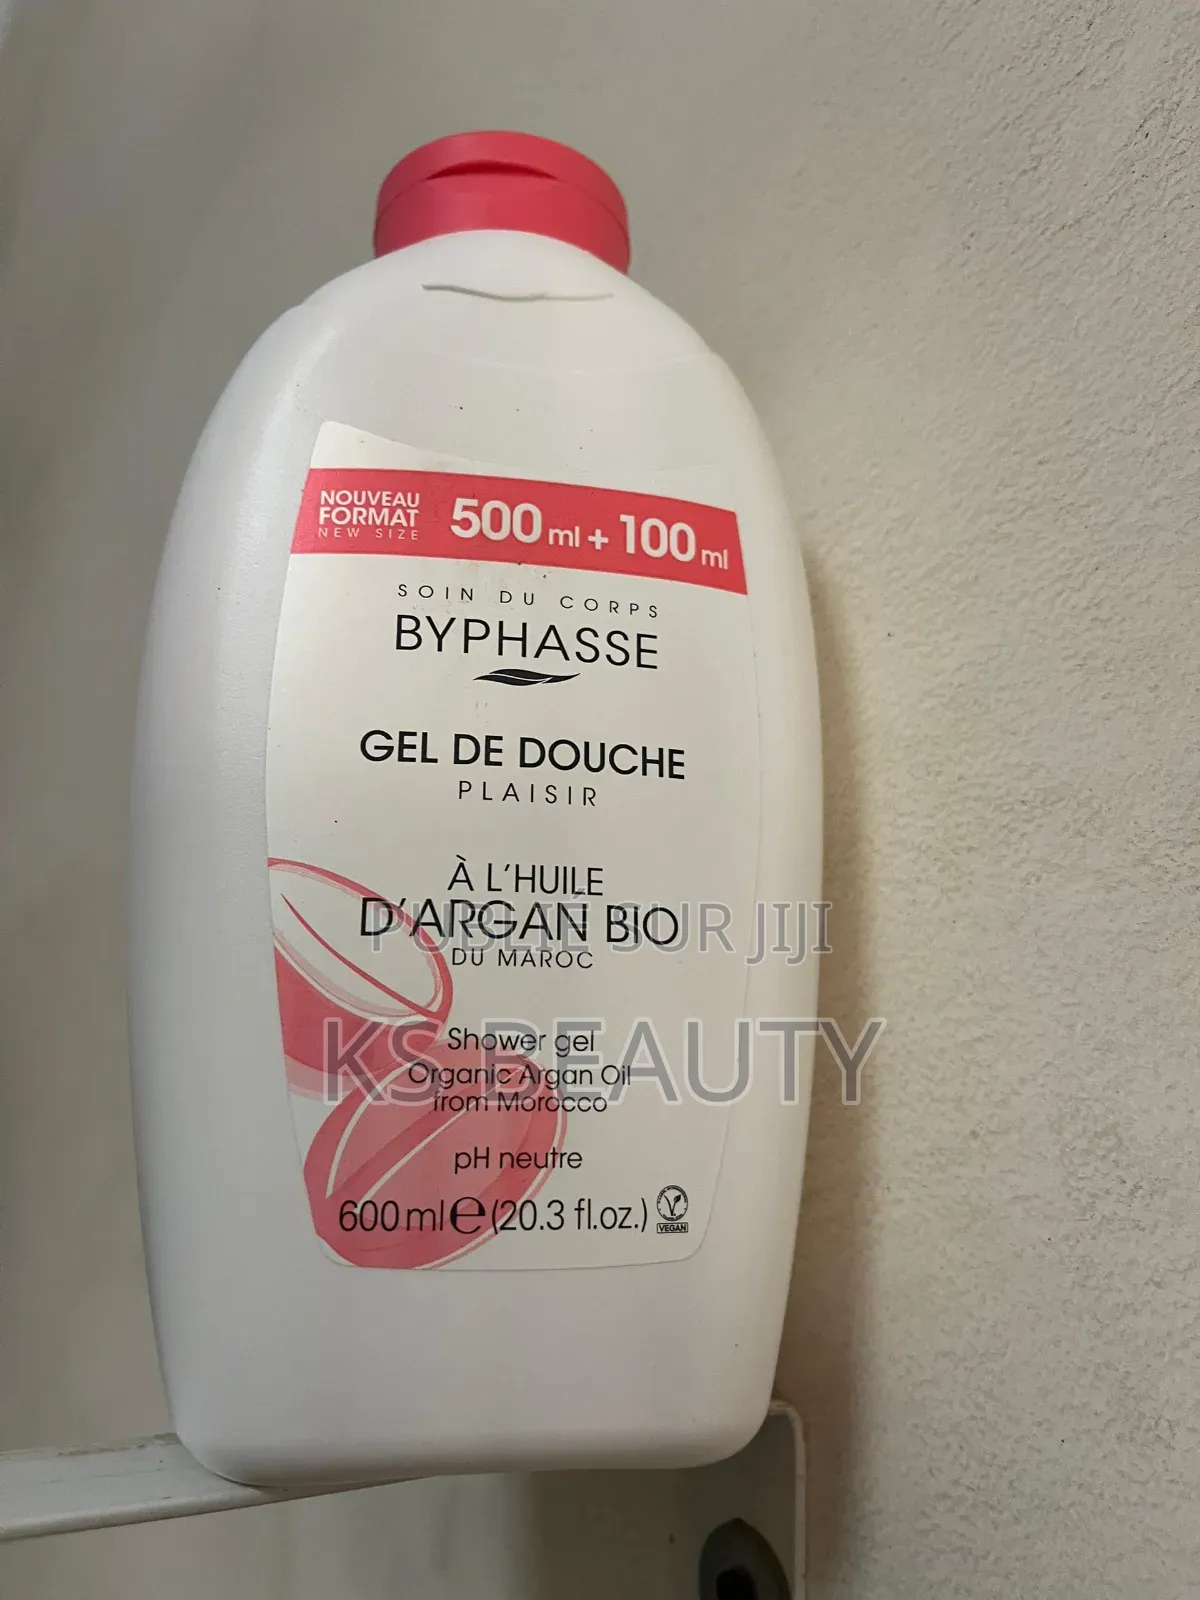 NOUVEAU
FORMAT
NEW SIZE
500 ml + 100 ml
SOIN DU CORPS
BYPHASSE
GEL DE DOUCHE
PLAISIR
À L'HUILE
D'ARGAN BIO
DU MAROC
PUBLIÉ SUR JIJI
KS BEAUTY
Shower gel
Organic Argan Oil
from Morocco
pH neutre
600 ml e (20.3 fl.oz.)
VEGAN